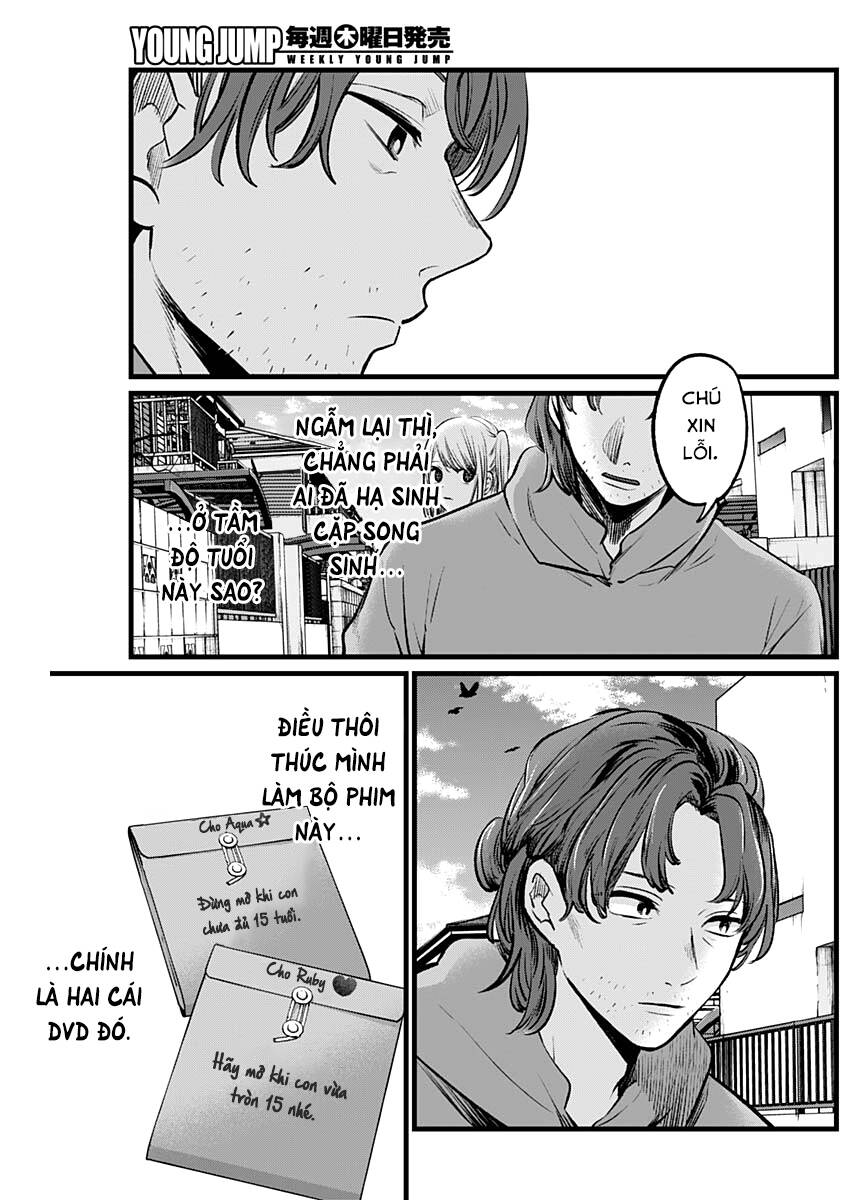 YOUNG JUMP 毎週木曜日発売
WEEKLY YOUNG JUMP
CHÚ
XIN
LỖI.
NGẪM LẠI THÌ,
CHẲNG PHẢI
AI ĐÃ HẠ SINH
CẶP SONG
SINH...
...Ở TẦM
ĐỘ TUỔI
NÀY SAO?
ĐIỀU THÔI
THÚC MÌNH
LÀM BỘ PHIM
NÀY...
Cho Aqua☆
Đừng mở khi con
chưa đủ 15 tuổi.
...CHÍNH
LÀ HAI CÁI
DVD ĐÓ.
Cho Ruby ♥
Hãy mở khi con vừa
tròn 15 nhé.